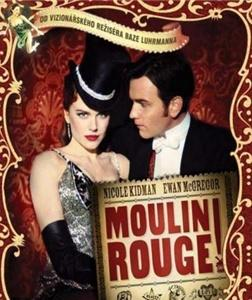 OD VIZIONÁŘSKÉHO REŽISÉRA BAZE LUHRMANNA
NICOLE KIDMAN EWAN McGREGOR
MOULIN
ROUGE!